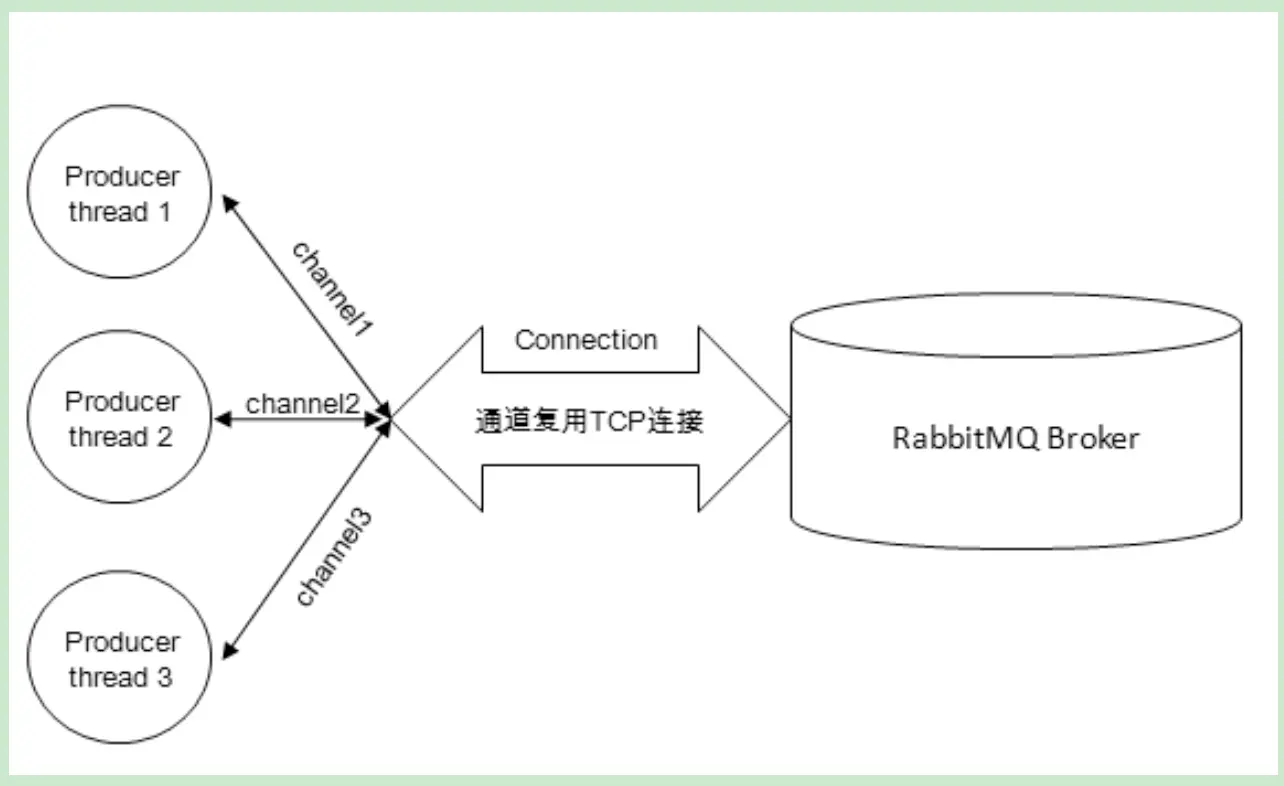 Producer
thread 1
channel1
Producer
thread 2
channel2
Producer
thread 3
channel3
Connection
通道复用TCP连接
RabbitMQ Broker